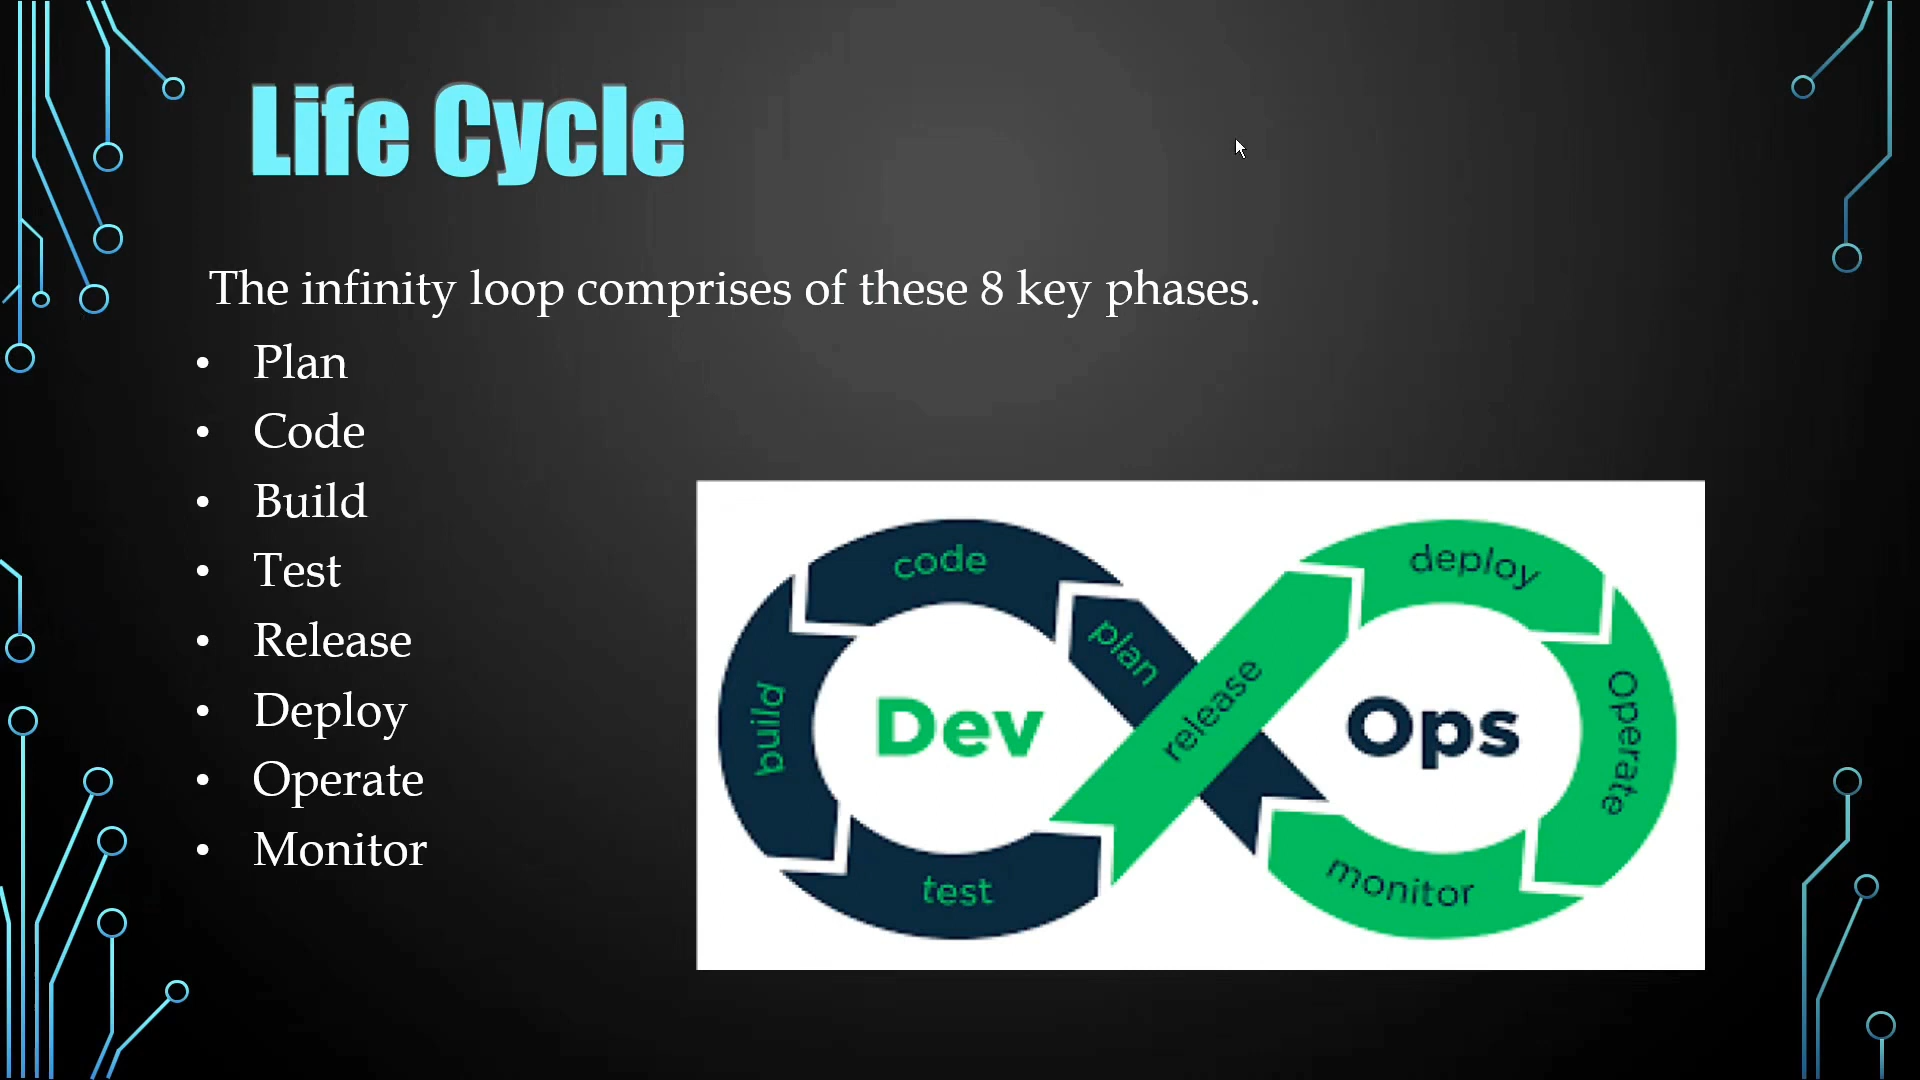 Life Cycle
The infinity loop comprises of these 8 key phases.
• Plan
• Code
• Build
• Test
• Release
• Deploy
• Operate
• Monitor
code
plan
build
Dev
test
release
deploy
Ops
Operate
monitor